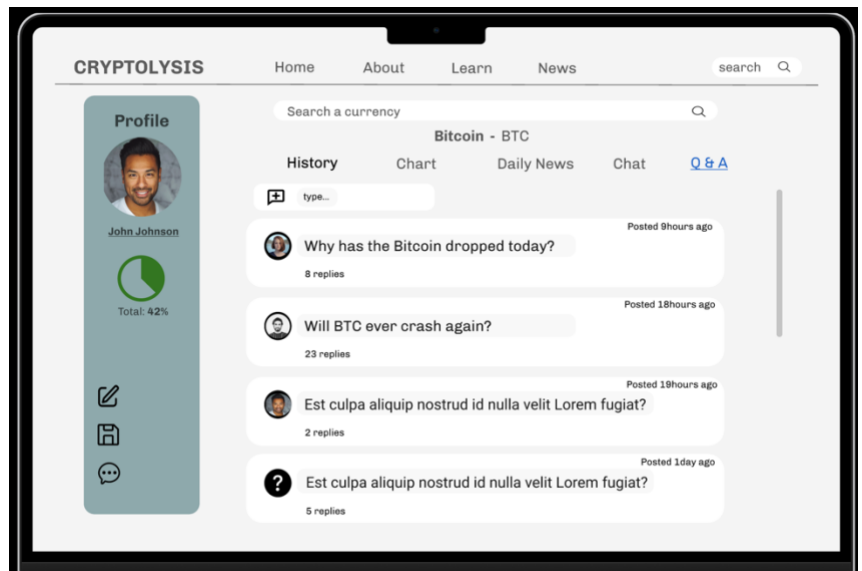 CRYPTOLYSIS Home About Learn News search
Profile
John Johnson
Total: 42%
Search a currency
Bitcoin - BTC
History Chart Daily News Chat Q & A
type...
Posted 9hours ago
Why has the Bitcoin dropped today?
8 replies
Posted 18hours ago
Will BTC ever crash again?
23 replies
Posted 19hours ago
Est culpa aliquip nostrud id nulla velit Lorem fugiat?
2 replies
Posted 1day ago
?
Est culpa aliquip nostrud id nulla velit Lorem fugiat?
5 replies